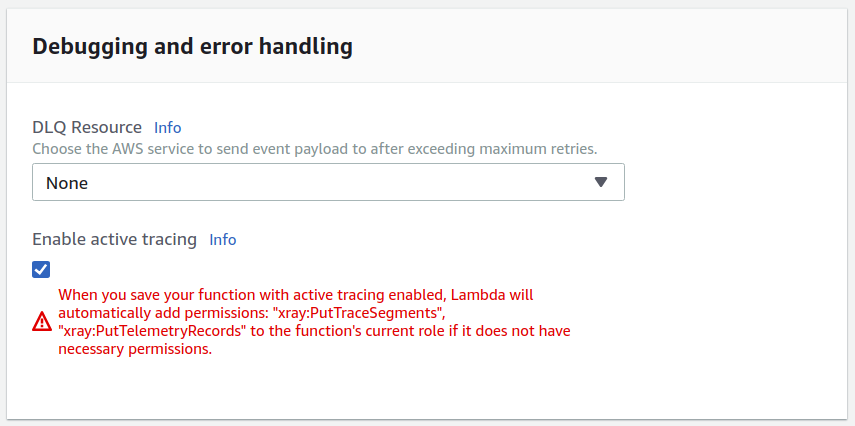 Debugging and error handling
DLQ Resource Info
Choose the AWS service to send event payload to after exceeding maximum retries.
None
Enable active tracing Info
When you save your function with active tracing enabled, Lambda will
automatically add permissions: "xray:PutTraceSegments",
"xray:PutTelemetryRecords" to the function's current role if it does not have
necessary permissions.